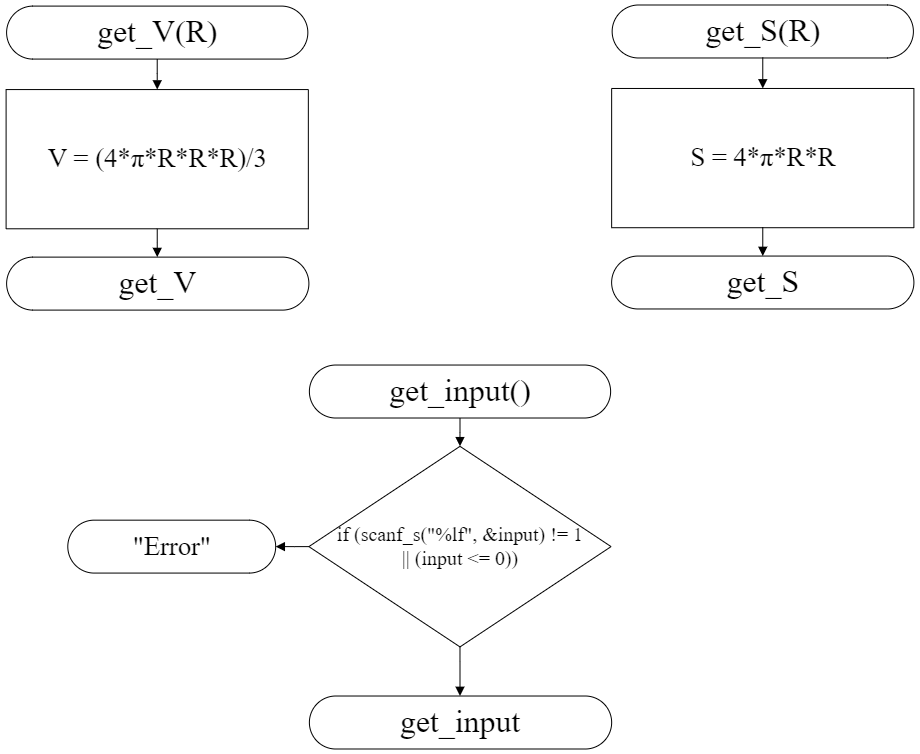 get_V(R)
V = (4*π*R*R*R)/3
get_V
get_S(R)
S = 4*π*R*R
get_S
get_input()
if (scanf_s("%lf", &input) != 1
|| (input <= 0))
"Error"
get_input